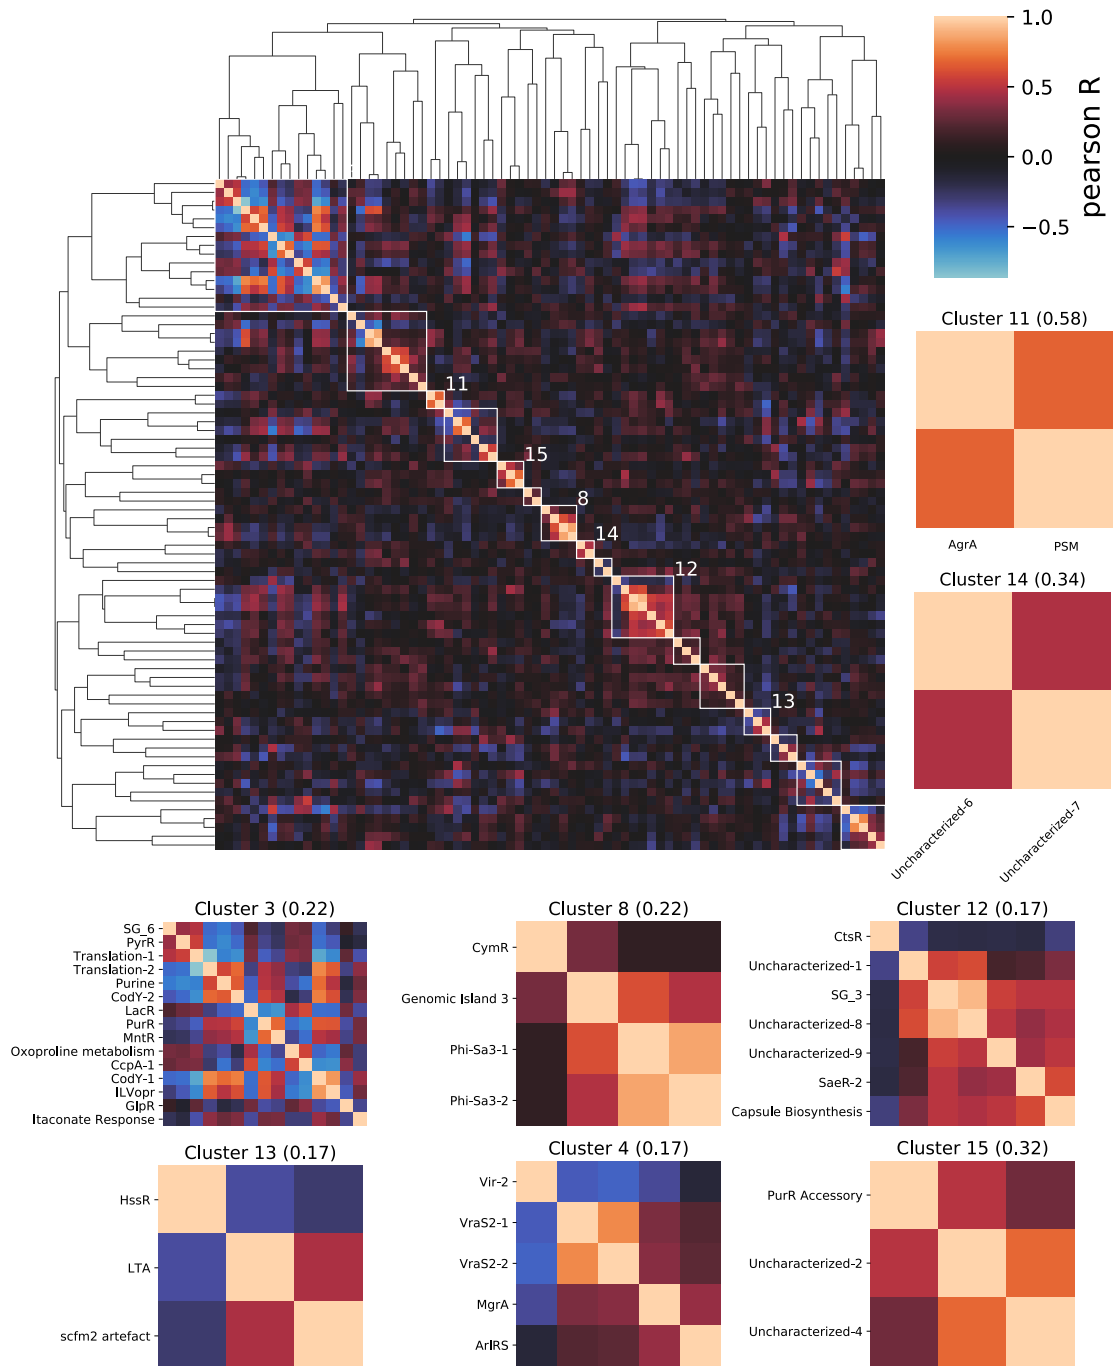 1.0
0.5
0.0
−0.5
pearson R
11
15
8
14
12
13
Cluster 11 (0.58)
AgrA PSM
Cluster 14 (0.34)
Uncharacterized-6 Uncharacterized-7
Cluster 3 (0.22)
SG_6
PyrR
Translation-1
Translation-2
Purine
CodY-2
LacR
PurR
MntR
Oxoproline metabolism
CcpA-1
CodY-1
ILVopr
GlpR
Itaconate Response
Cluster 8 (0.22)
CymR
Genomic Island 3
Phi-Sa3-1
Phi-Sa3-2
Cluster 12 (0.17)
CtsR
Uncharacterized-1
SG_3
Uncharacterized-8
Uncharacterized-9
SaeR-2
Capsule Biosynthesis
Cluster 13 (0.17)
HssR
LTA
scfm2 artefact
Cluster 4 (0.17)
Vir-2
VraS2-1
VraS2-2
MgrA
ArlRS
Cluster 15 (0.32)
PurR Accessory
Uncharacterized-2
Uncharacterized-4